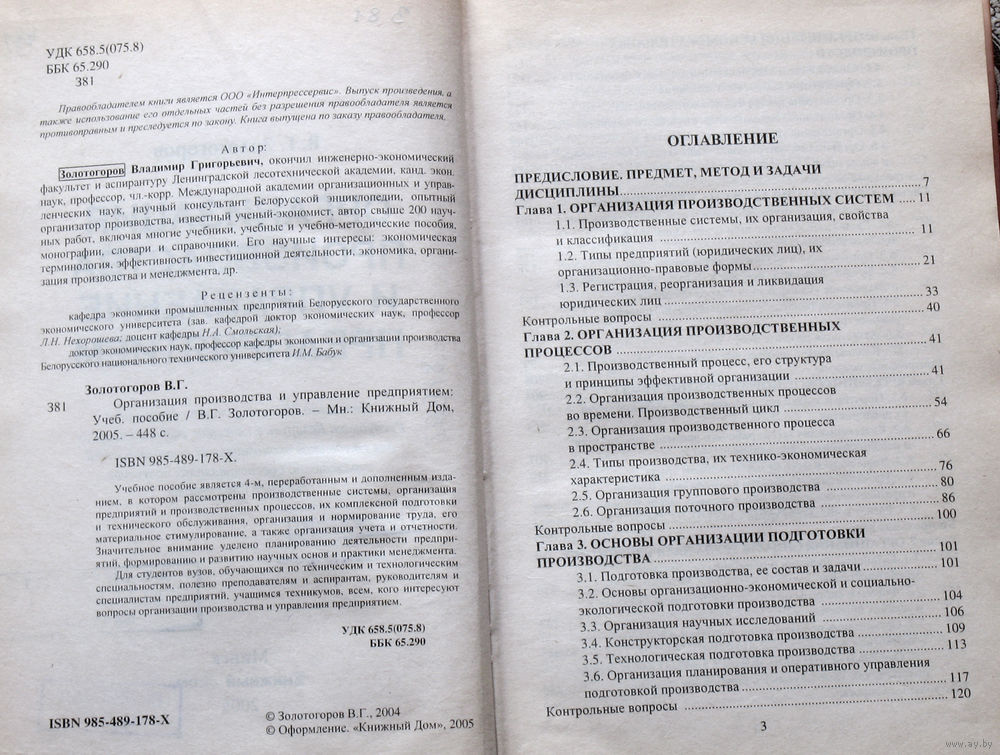 УДК 658.5(075.8)
ББК 65.290
З81
Правообладателем книги является ООО «Интерпрессервис». Выпуск произведения, а
также использование его отдельных частей без разрешения правообладателя является
противоправным и преследуется по закону. Книга выпущена по заказу правообладателя.
Автор:
Золотогоров Владимир Григорьевич, окончил инженерно-экономический
факультет и аспирантуру Ленинградской лесотехнической академии, канд. экон.
наук, профессор, чл.-корр. Международной академии организационных и управ-
ленческих наук, научный консультант Белорусской энциклопедии, опытный
организатор производства, известный ученый-экономист, автор свыше 200 науч-
ных работ, включая многие учебники, учебные и учебно-методические пособия,
монографии, словари и справочники. Его научные интересы: экономическая
терминология, эффективность инвестиционной деятельности, экономика, органи-
зация производства и менеджмента, др.
Рецензенты:
кафедра экономики промышленных предприятий Белорусского государственного
экономического университета (зав. кафедрой доктор экономических наук, профессор
Л.Н. Нехорошева; доцент кафедры Н.А. Смольская);
доктор экономических наук, профессор кафедры экономики и организации производства
Белорусского национального технического университета И.М. Бабук
Золотогоров В.Г.
З81 Организация производства и управление предприятием:
Учеб. пособие / В.Г. Золотогоров. – Мн.: Книжный Дом,
2005. – 448 с.
ISBN 985-489-178-X.
Учебное пособие является 4-м, переработанным и дополненным изда-
нием, в котором рассмотрены производственные системы, организация
предприятий и производственных процессов, их комплексной подготовки
и технического обслуживания, организация и нормирование труда, его
материальное стимулирование, а также организация учета и отчетности.
Значительное внимание уделено планированию деятельности предпри-
ятий, формированию и развитию научных основ и практики менеджмента.
Для студентов вузов, обучающихся по техническим и технологическим
специальностям, полезно преподавателям и аспирантам, руководителям и
специалистам предприятий, учащимся техникумов, всем, кого интересуют
вопросы организации производства и управления предприятием.
УДК 658.5(075.8)
ББК 65.290
ISBN 985-489-178-X
© Золотогоров В.Г., 2004
© Оформление. «Книжный Дом», 2005
ОГЛАВЛЕНИЕ
ПРЕДИСЛОВИЕ. ПРЕДМЕТ, МЕТОД И ЗАДАЧИ
ДИСЦИПЛИНЫ ..... 7
Глава 1. ОРГАНИЗАЦИЯ ПРОИЗВОДСТВЕННЫХ СИСТЕМ ..... 11
1.1. Производственные системы, их организация, свойства
и классификация ..... 11
1.2. Типы предприятий (юридических лиц), их
организационно-правовые формы ..... 21
1.3. Регистрация, реорганизация и ликвидация
юридических лиц ..... 33
Контрольные вопросы ..... 40
Глава 2. ОРГАНИЗАЦИЯ ПРОИЗВОДСТВЕННЫХ
ПРОЦЕССОВ ..... 41
2.1. Производственный процесс, его структура
и принципы эффективной организации ..... 41
2.2. Организация производственных процессов
во времени. Производственный цикл ..... 54
2.3. Организация производственного процесса
в пространстве ..... 66
2.4. Типы производства, их технико-экономическая
характеристика ..... 76
2.5. Организация группового производства ..... 80
2.6. Организация поточного производства ..... 86
Контрольные вопросы ..... 100
Глава 3. ОСНОВЫ ОРГАНИЗАЦИИ ПОДГОТОВКИ
ПРОИЗВОДСТВА ..... 101
3.1. Подготовка производства, ее состав и задачи ..... 101
3.2. Основы организационно-экономической и социально-
экологической подготовки производства ..... 104
3.3. Организация научных исследований ..... 106
3.4. Конструкторская подготовка производства ..... 109
3.5. Технологическая подготовка производства ..... 113
3.6. Организация планирования и оперативного управления
подготовкой производства ..... 117
Контрольные вопросы ..... 120
3
www.ay.by